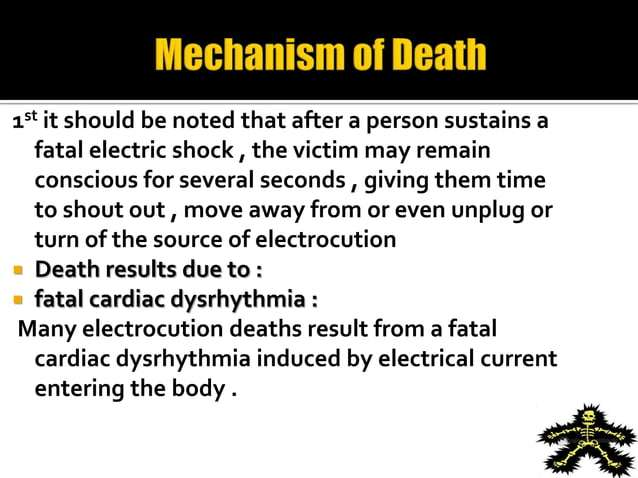 Mechanism of Death
1st it should be noted that after a person sustains a
fatal electric shock , the victim may remain
conscious for several seconds , giving them time
to shout out , move away from or even unplug or
turn of the source of electrocution
Death results due to :
fatal cardiac dysrhythmia :
Many electrocution deaths result from a fatal
cardiac dysrhythmia induced by electrical current
entering the body .